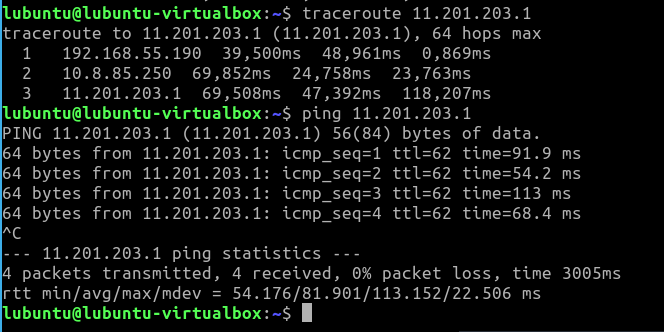 lubuntu@lubuntu-virtualbox:~$ traceroute 11.201.203.1
traceroute to 11.201.203.1 (11.201.203.1), 64 hops max
  1   192.168.55.190  39,500ms  48,961ms  0,869ms
  2   10.8.85.250  69,852ms  24,758ms  23,763ms
  3   11.201.203.1  69,508ms  47,392ms  118,207ms
lubuntu@lubuntu-virtualbox:~$ ping 11.201.203.1
PING 11.201.203.1 (11.201.203.1) 56(84) bytes of data.
64 bytes from 11.201.203.1: icmp_seq=1 ttl=62 time=91.9 ms
64 bytes from 11.201.203.1: icmp_seq=2 ttl=62 time=54.2 ms
64 bytes from 11.201.203.1: icmp_seq=3 ttl=62 time=113 ms
64 bytes from 11.201.203.1: icmp_seq=4 ttl=62 time=68.4 ms
^C
--- 11.201.203.1 ping statistics ---
4 packets transmitted, 4 received, 0% packet loss, time 3005ms
rtt min/avg/max/mdev = 54.176/81.901/113.152/22.506 ms
lubuntu@lubuntu-virtualbox:~$